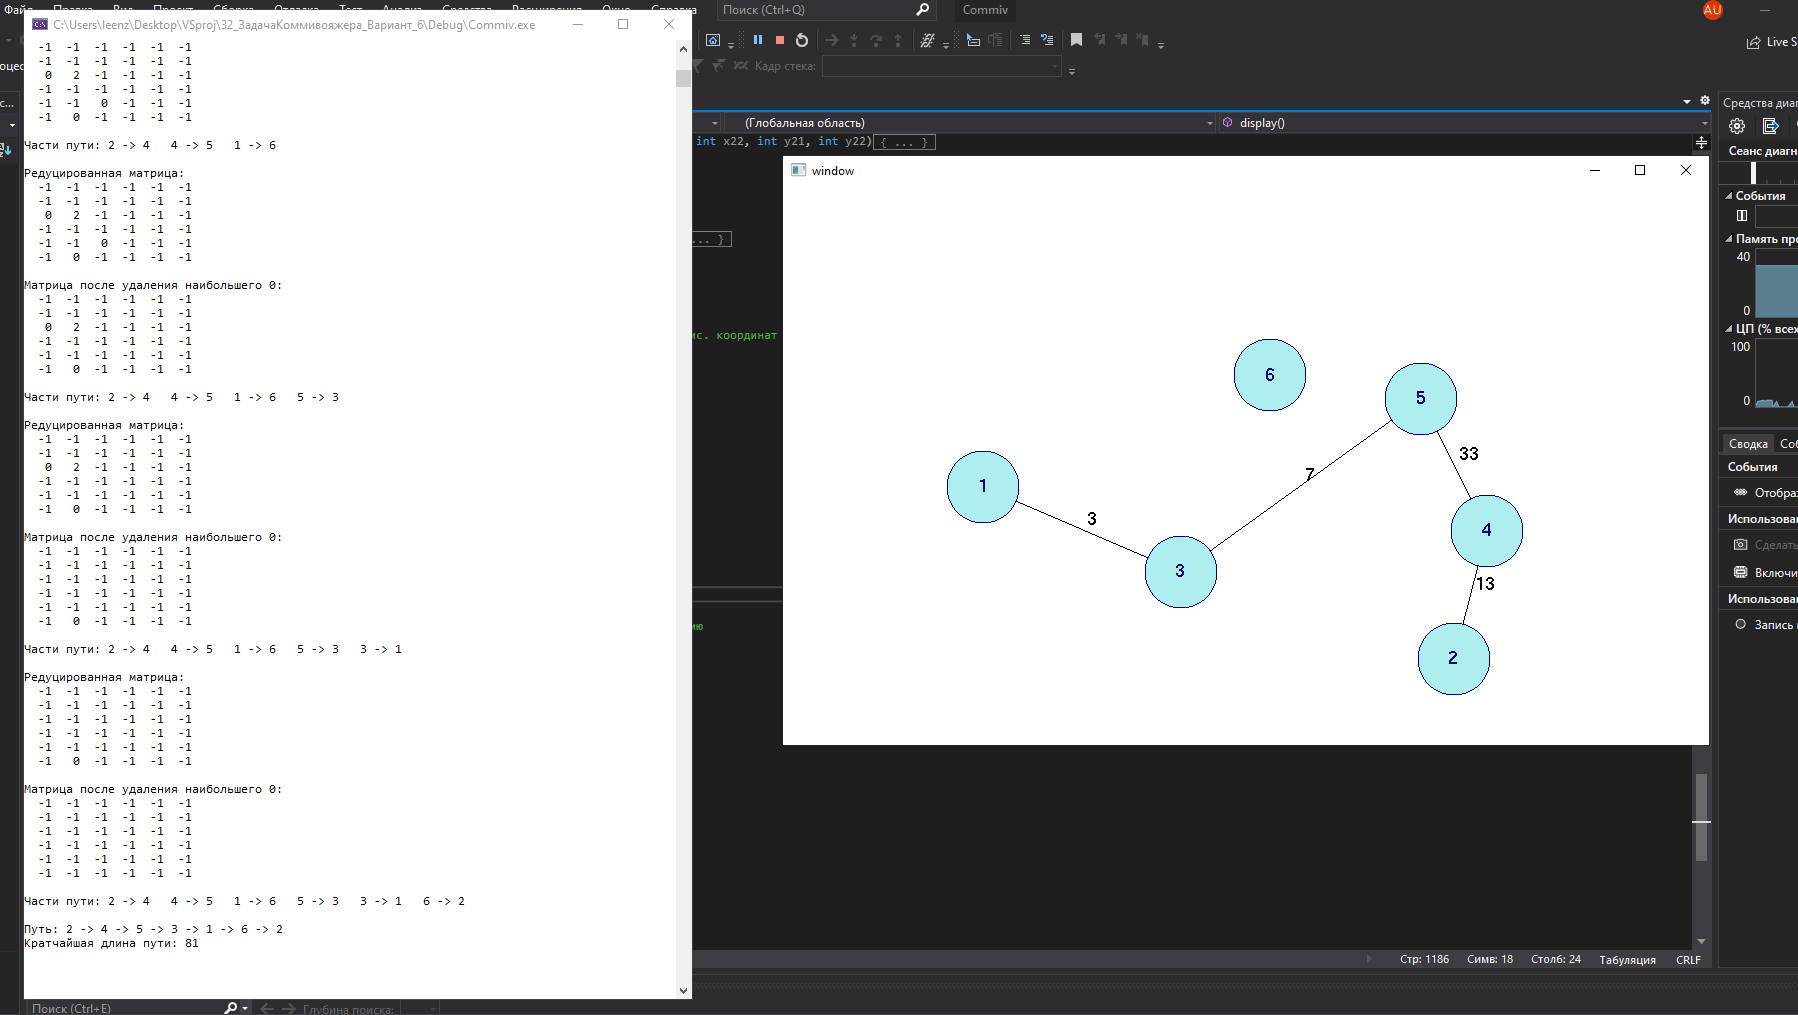 Файл Правка Вид Проект Сборка Отладка Тест Анализ Средства Расширения Окно Справка
Поиск (Ctrl+Q)
Commiv
AU
Live S
C:\Users\leenz\Desktop\VSproj\32_ЗадачаКоммивояжера_Вариант_6\Debug\Commiv.exe
-1 -1 -1 -1 -1 -1
-1 -1 -1 -1 -1 -1
0 2 -1 -1 -1 -1
-1 -1 -1 -1 -1 -1
-1 -1 0 -1 -1 -1
-1 0 -1 -1 -1 -1
Части пути: 2 -> 4 4 -> 5 1 -> 6
Редуцированная матрица:
-1 -1 -1 -1 -1 -1
-1 -1 -1 -1 -1 -1
0 2 -1 -1 -1 -1
-1 -1 -1 -1 -1 -1
-1 -1 0 -1 -1 -1
-1 0 -1 -1 -1 -1
Матрица после удаления наибольшего 0:
-1 -1 -1 -1 -1 -1
-1 -1 -1 -1 -1 -1
0 2 -1 -1 -1 -1
-1 -1 -1 -1 -1 -1
-1 -1 -1 -1 -1 -1
-1 0 -1 -1 -1 -1
Части пути: 2 -> 4 4 -> 5 1 -> 6 5 -> 3
Редуцированная матрица:
-1 -1 -1 -1 -1 -1
-1 -1 -1 -1 -1 -1
0 2 -1 -1 -1 -1
-1 -1 -1 -1 -1 -1
-1 -1 -1 -1 -1 -1
-1 0 -1 -1 -1 -1
Матрица после удаления наибольшего 0:
-1 -1 -1 -1 -1 -1
-1 -1 -1 -1 -1 -1
-1 -1 -1 -1 -1 -1
-1 -1 -1 -1 -1 -1
-1 -1 -1 -1 -1 -1
-1 0 -1 -1 -1 -1
Части пути: 2 -> 4 4 -> 5 1 -> 6 5 -> 3 3 -> 1
Редуцированная матрица:
-1 -1 -1 -1 -1 -1
-1 -1 -1 -1 -1 -1
-1 -1 -1 -1 -1 -1
-1 -1 -1 -1 -1 -1
-1 -1 -1 -1 -1 -1
-1 0 -1 -1 -1 -1
Матрица после удаления наибольшего 0:
-1 -1 -1 -1 -1 -1
-1 -1 -1 -1 -1 -1
-1 -1 -1 -1 -1 -1
-1 -1 -1 -1 -1 -1
-1 -1 -1 -1 -1 -1
-1 -1 -1 -1 -1 -1
Части пути: 2 -> 4 4 -> 5 1 -> 6 5 -> 3 3 -> 1 6 -> 2
Путь: 2 -> 4 -> 5 -> 3 -> 1 -> 6 -> 2
Кратчайшая длина пути: 81
Поиск (Ctrl+E)
Глубина поиска:
Кадр стека:
(Глобальная область)
display()
int x22, int y21, int y22) { ... }
... }
ис. координат
ию
window
6
5
33
7
1
3
4
3
13
2
Стр: 1186 Симв: 18 Столб: 24 Табуляция CRLF
Средства диаг
Сеанс диагн
События
Память про
40
0
ЦП (% всех
100
0
Сводка Соб
События
Отображ
Использован
Сделать
Включи
Использован
Запись